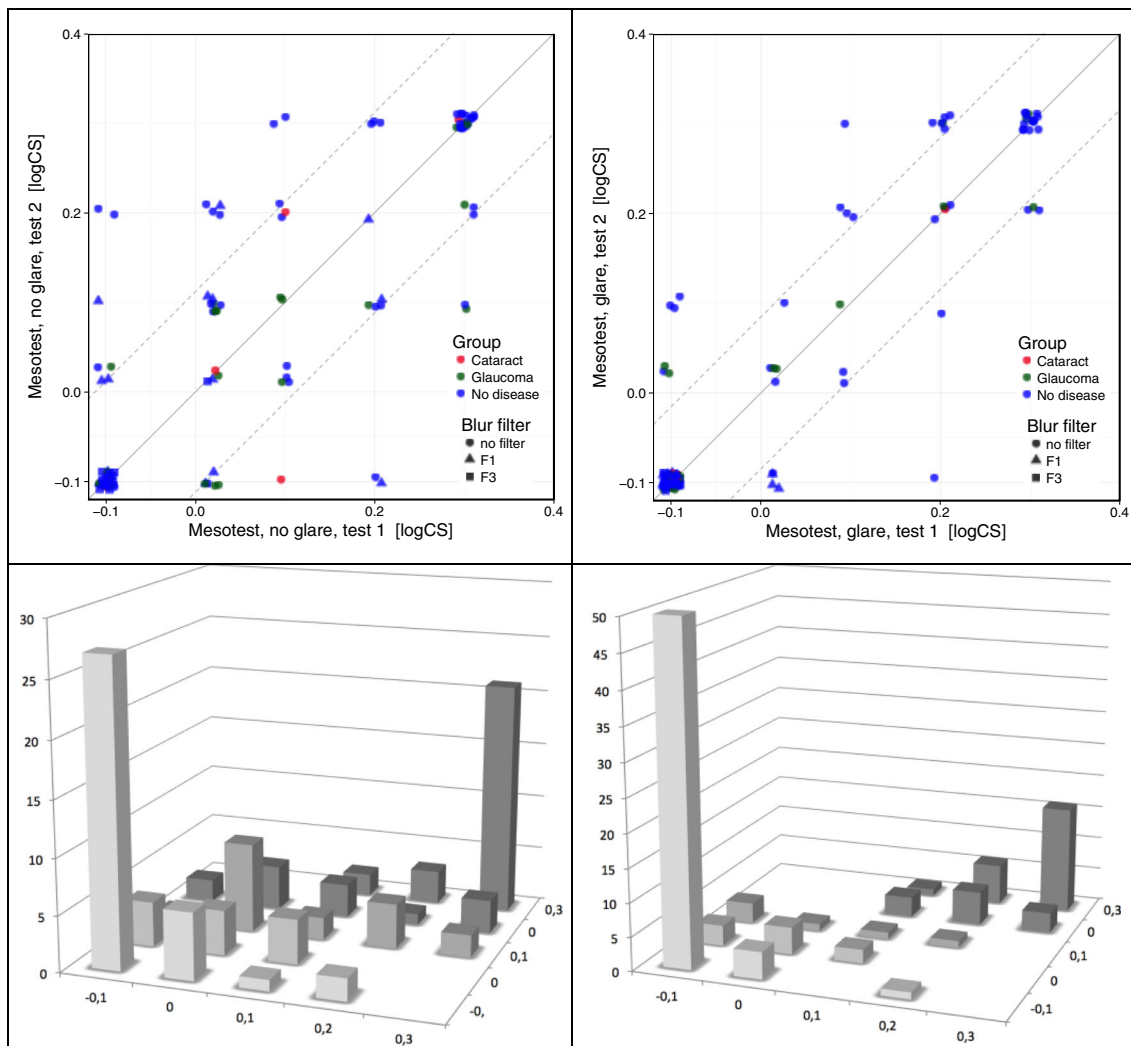 0.4
0.2
0.0
−0.1
Mesotest, no glare, test 2 [logCS]
Group
Cataract
Glaucoma
No disease
Blur filter
no filter
F1
F3
−0.1
0.0
0.2
0.4
Mesotest, no glare, test 1 [logCS]
0.4
0.2
0.0
−0.1
Mesotest, glare, test 2 [logCS]
Group
Cataract
Glaucoma
No disease
Blur filter
no filter
F1
F3
−0.1
0.0
0.2
0.4
Mesotest, glare, test 1 [logCS]
30
25
20
15
10
5
0
-0,1
0
0,1
0,2
0,3
0,3
0
0,1
0
-0,
50
45
40
35
30
25
20
15
10
5
0
-0,1
0
0,1
0,2
0,3
0,3
0
0,1
0
-0,1